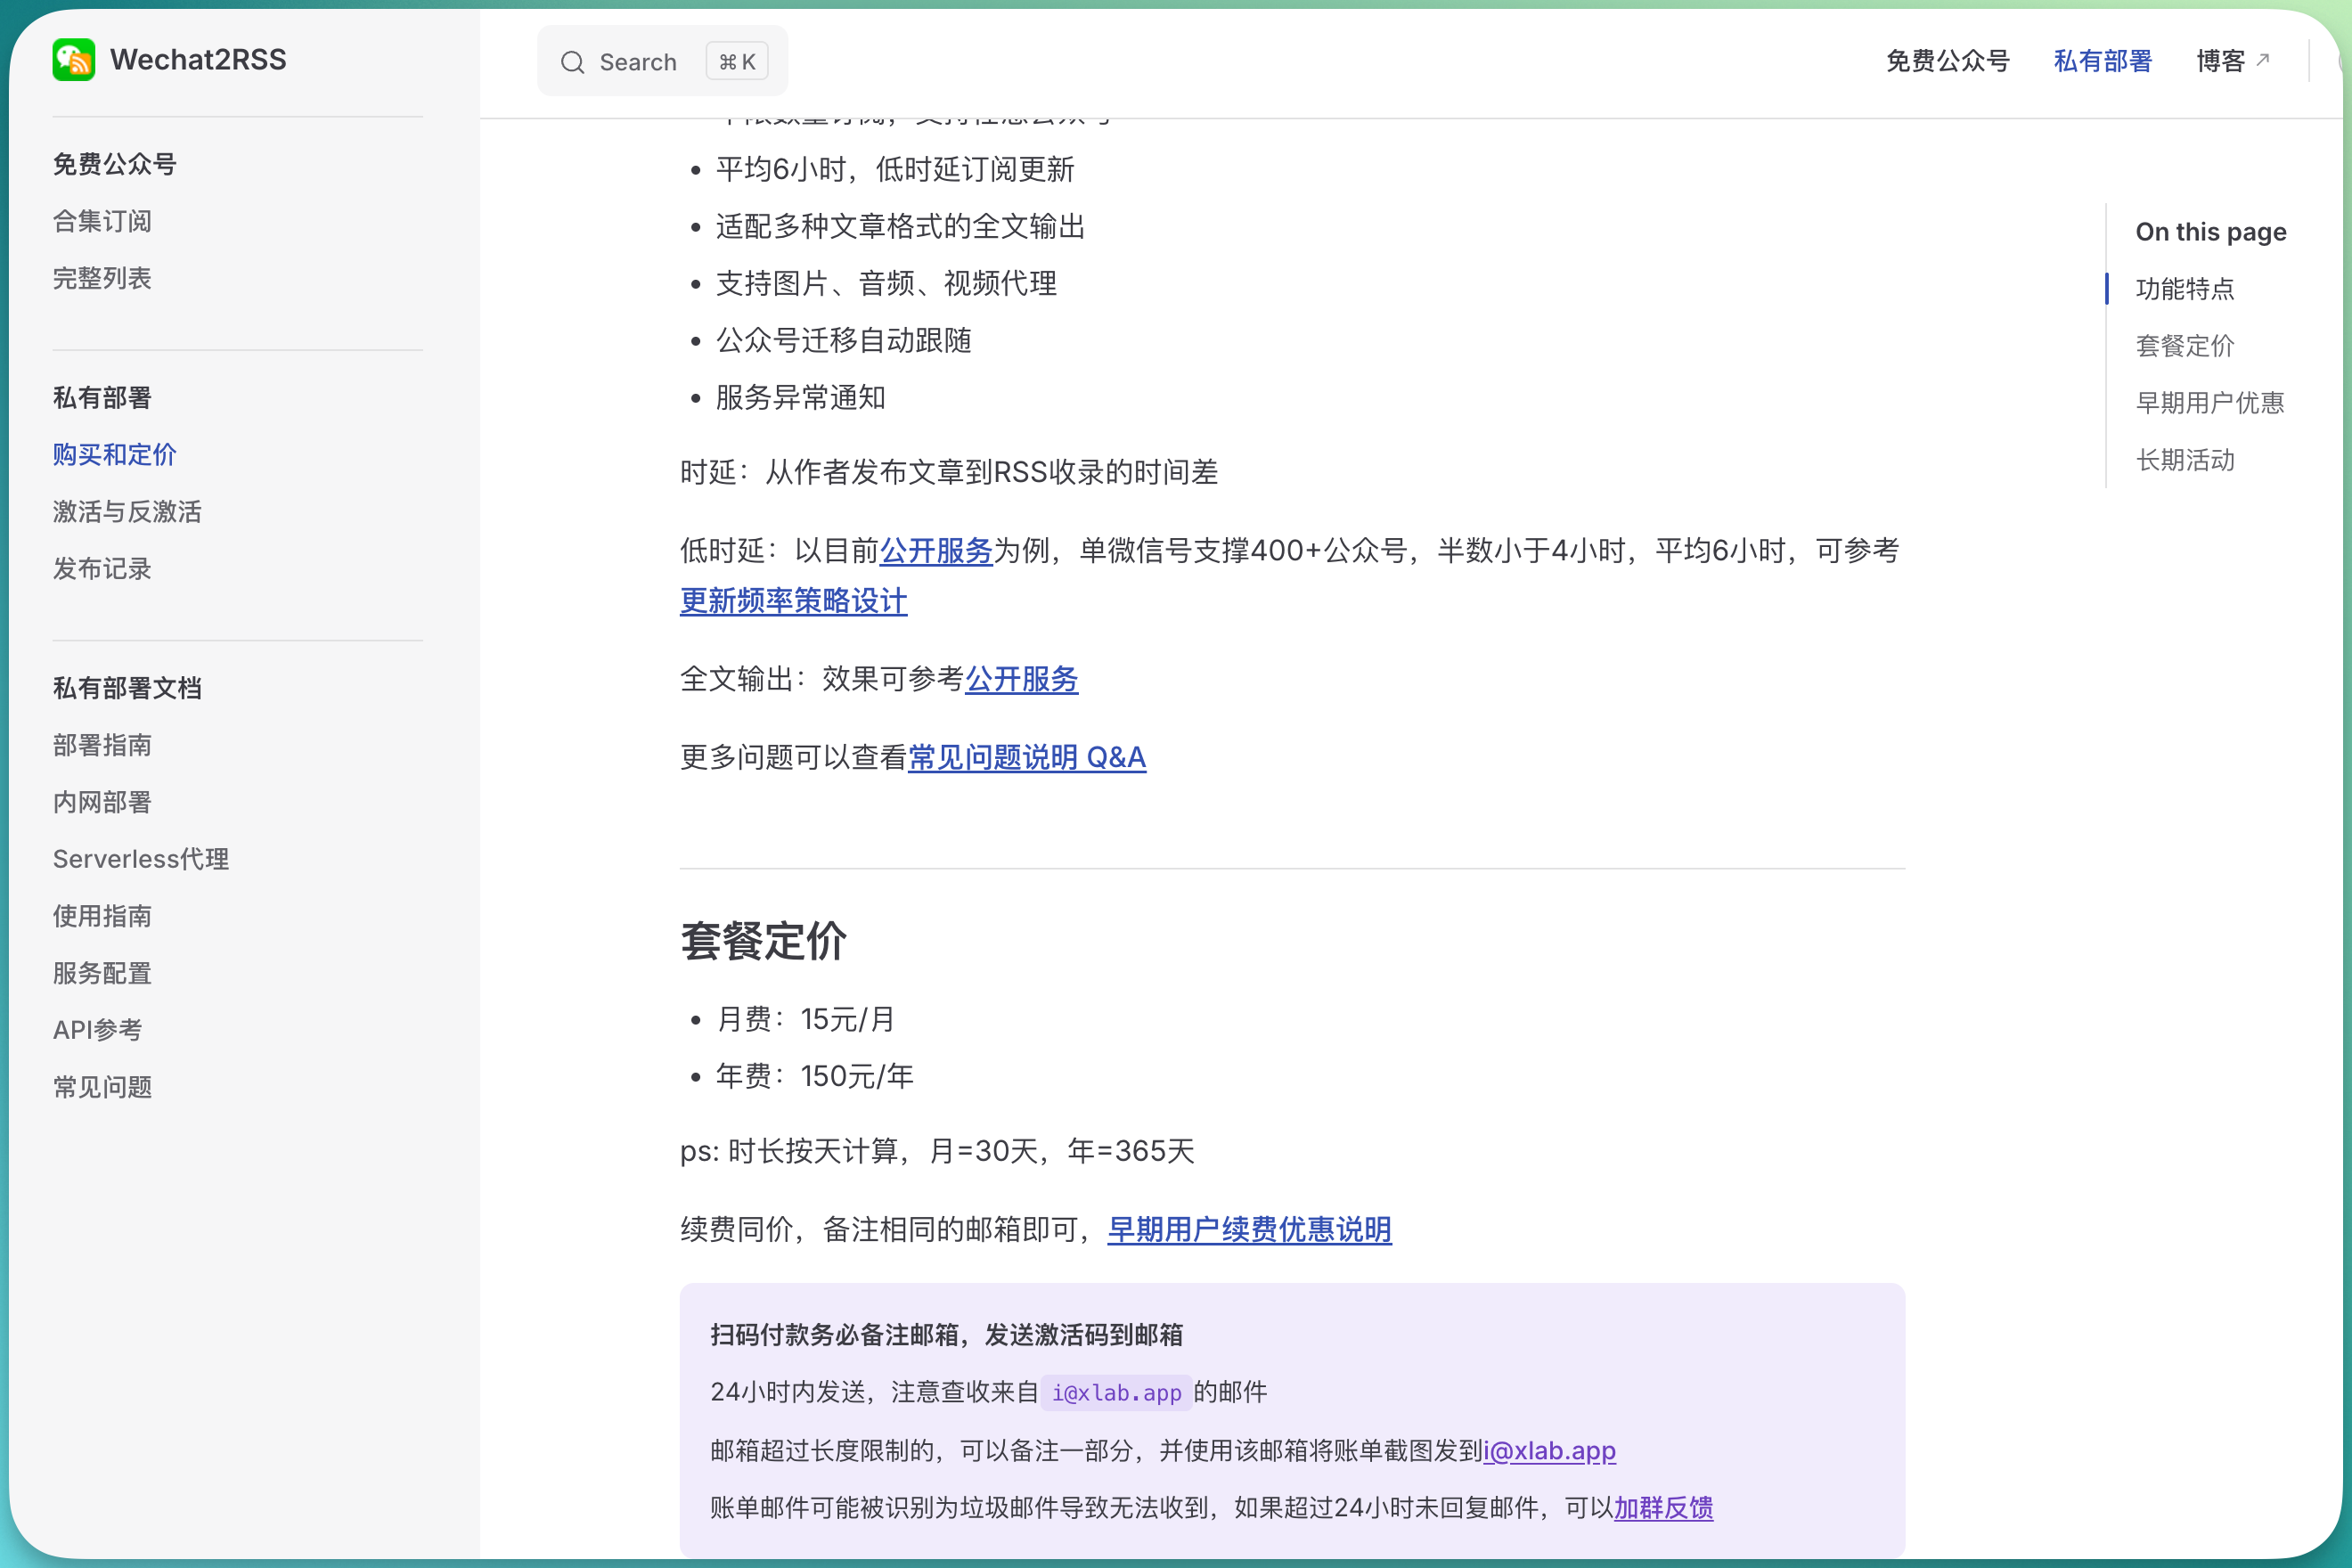 Wechat2RSS
免费公众号
合集订阅
完整列表
私有部署
购买和定价
激活与反激活
发布记录
私有部署文档
部署指南
内网部署
Serverless代理
使用指南
服务配置
API参考
常见问题
Search ⌘ K
免费公众号 私有部署 博客 ↗
• 平均6小时，低时延订阅更新
• 适配多种文章格式的全文输出
• 支持图片、音频、视频代理
• 公众号迁移自动跟随
• 服务异常通知
时延：从作者发布文章到RSS收录的时间差
低时延：以目前公开服务为例，单微信号支撑400+公众号，半数小于4小时，平均6小时，可参考
更新频率策略设计
全文输出：效果可参考公开服务
更多问题可以查看常见问题说明 Q&A
套餐定价
• 月费：15元/月
• 年费：150元/年
ps: 时长按天计算，月=30天，年=365天
续费同价，备注相同的邮箱即可，早期用户续费优惠说明
扫码付款务必备注邮箱，发送激活码到邮箱
24小时内发送，注意查收来自i@xlab.app的邮件
邮箱超过长度限制的，可以备注一部分，并使用该邮箱将账单截图发到i@xlab.app
账单邮件可能被识别为垃圾邮件导致无法收到，如果超过24小时未回复邮件，可以加群反馈
On this page
功能特点
套餐定价
早期用户优惠
长期活动